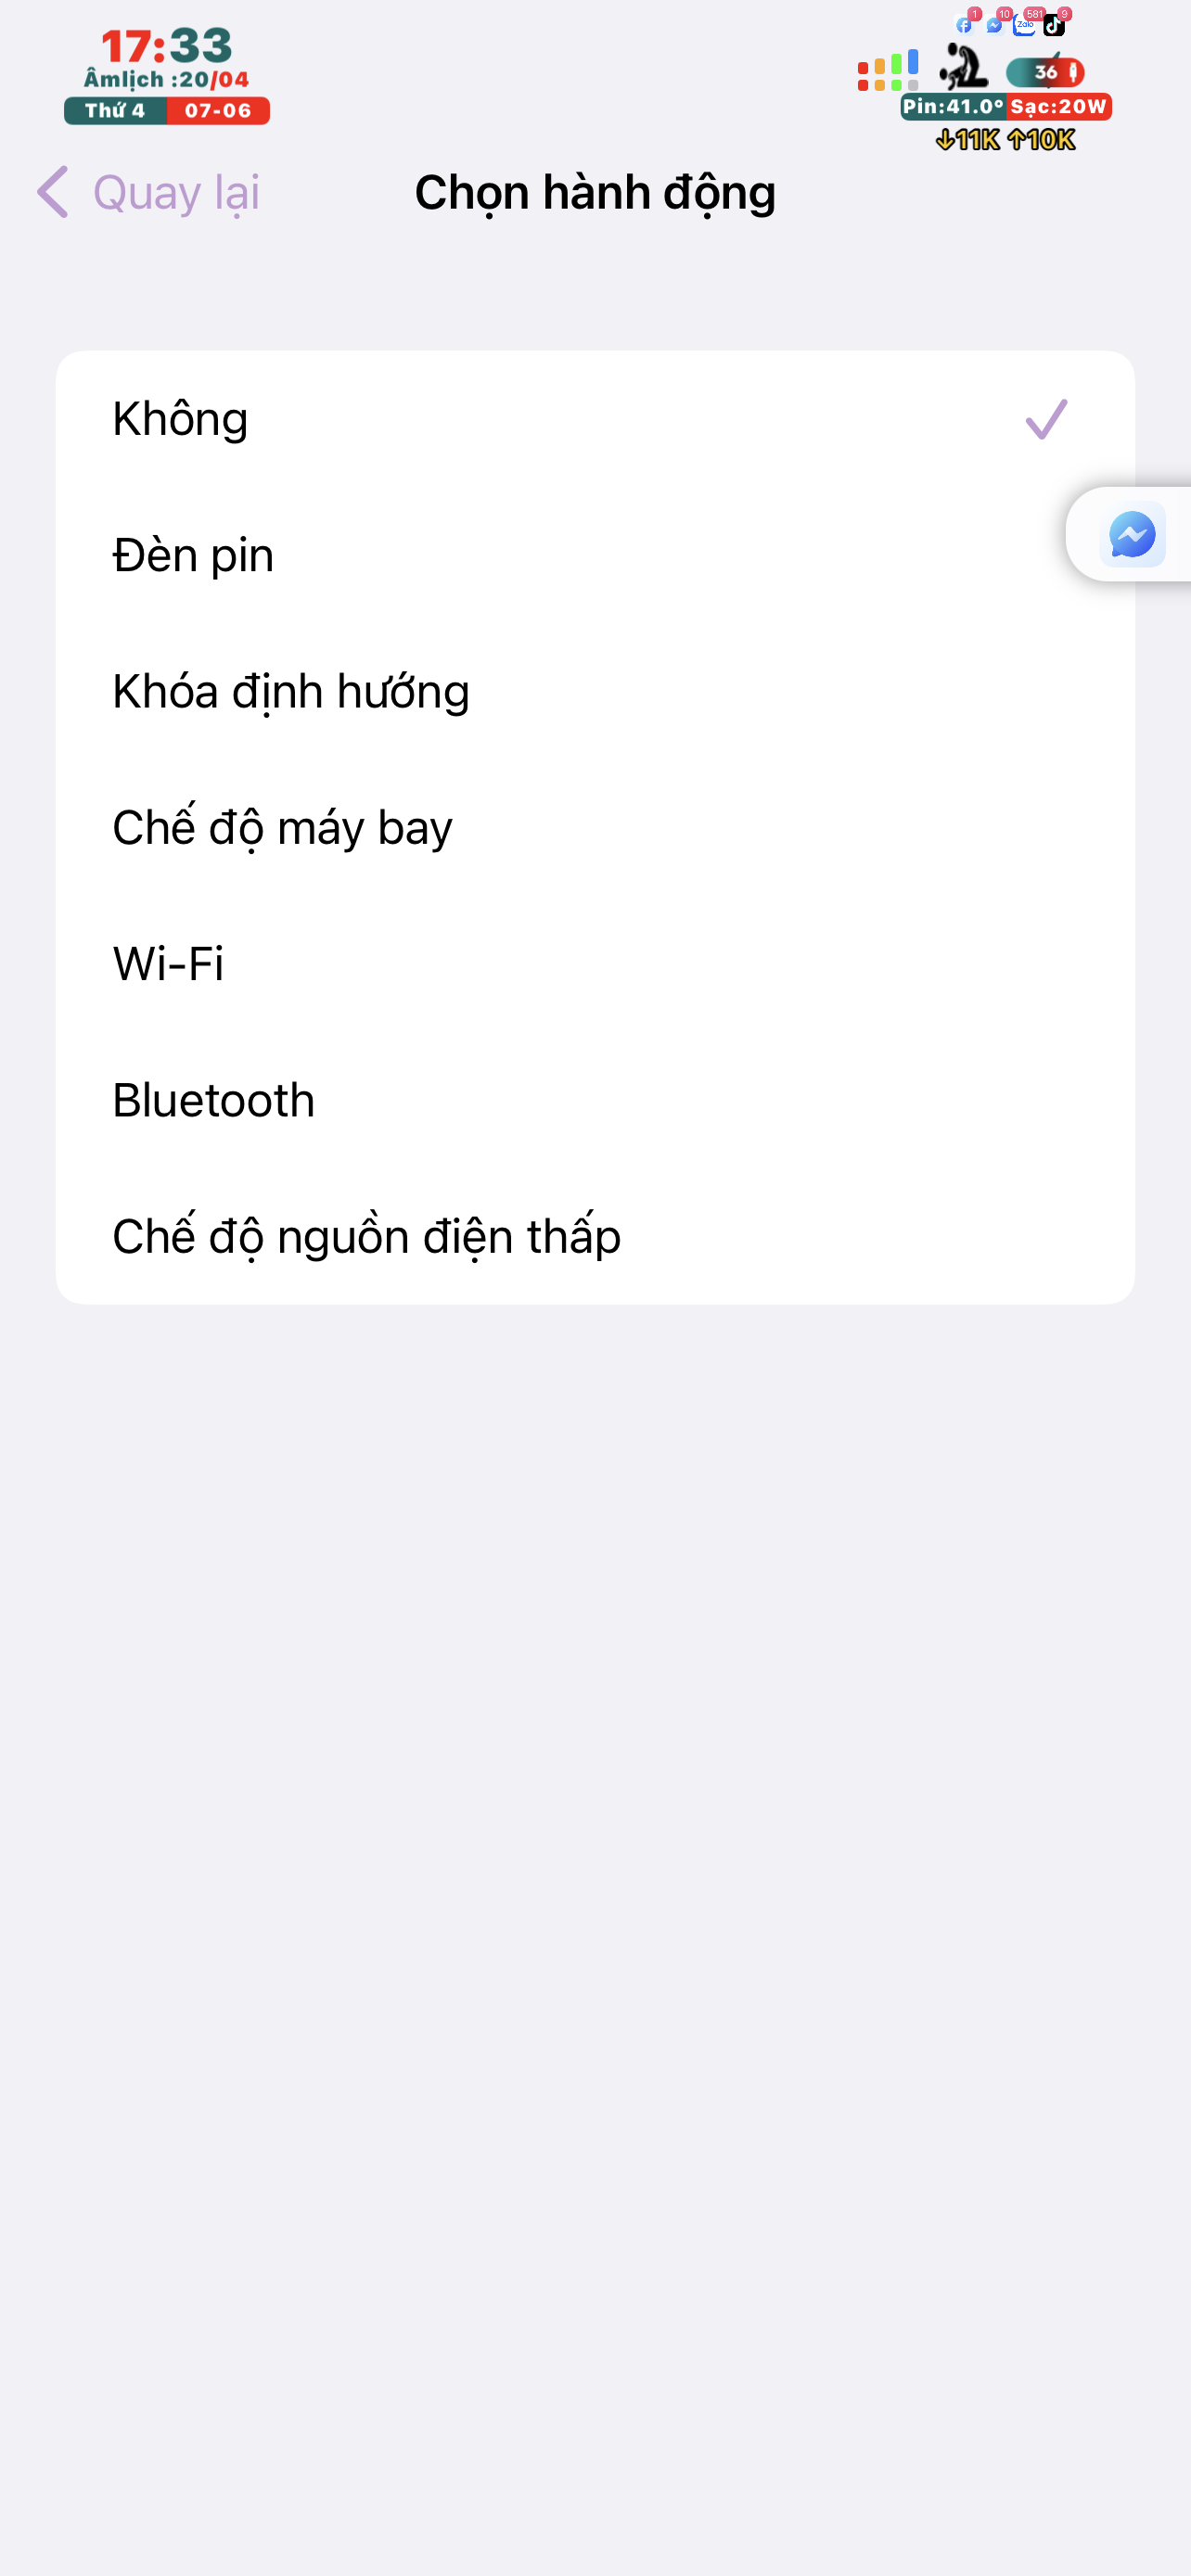 17:33
Âmlịch :20/04
Thứ 4 07-06
1 10 581 9
Zalo
36
Pin:41.0° Sạc:20W
↓11K ↑10K
Quay lại
Chọn hành động
Không
Đèn pin
Khóa định hướng
Chế độ máy bay
Wi-Fi
Bluetooth
Chế độ nguồn điện thấp